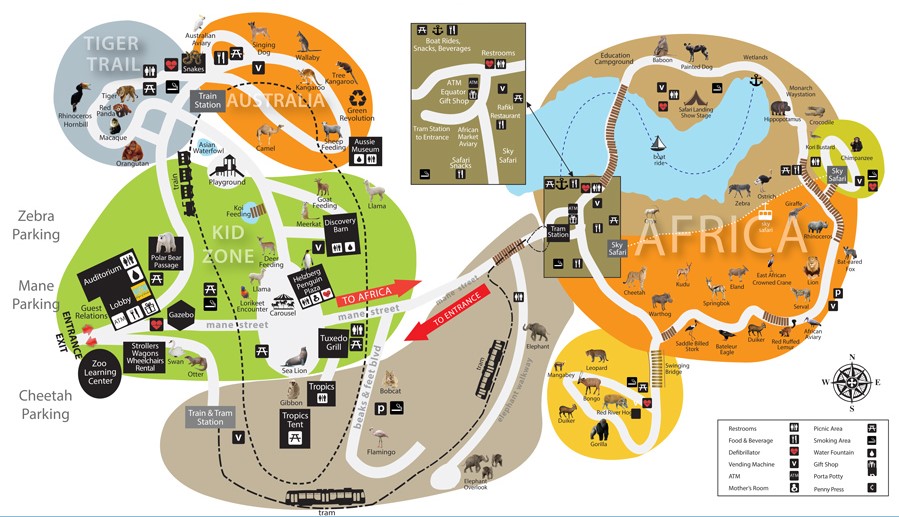 TIGER
TRAIL
Australian
Aviary
Singing
Dog
Wallaby
Tree
Kangaroo
Kangaroo
Snakes
V
Tiger
Red
Panda
Rhinoceros
Hornbill
Macaque
Orangutan
Train
Station
AUSTRALIA
Green
Revolution
Camel
Sheep
Feeding
Aussie
Museum
Asian
Waterfowl
Playground
train
Zebra
Parking
Mane
Parking
Cheetah
Parking
Koi
Feeding
KID
ZONE
Goat
Feeding
Llama
Meerkat
Discovery
Barn
V
Deer
Feeding
Polar Bear
Passage
Auditorium
Lobby
ATM
Guest
Relations
Gazebo
Llama
Lorikeet
Encounter
Carousel
Helzberg
Penguin
Plaza
TO AFRICA
mane street
mane street
mane street
TO ENTRANCE
ENTRANCE
EXIT
Zoo
Learning
Center
Strollers
Wagons
Wheelchairs
Rental
Swan
Otter
Sea Lion
Tuxedo
Grill
Tropics
Gibbon
Tropics
Tent
Train & Tram
Station
V
beaks & feet blvd
Bobcat
P
Flamingo
tram
tram
elephant walkway
Elephant
Elephant
Overlook
Boat Rides,
Snacks, Beverages
Restrooms
ATM
ATM
Equator
Gift Shop
V
Rafiki
Restaurant
Tram Station
to Entrance
African
Market
Aviary
Safari
Snacks
Sky
Safari
Education
Campground
Baboon
Painted Dog
Wetlands
V
Safari Landing
Show Stage
Monarch
Waystation
Hippopotamus
Crocodile
Kori Bustard
Chimpanzee
Sky
Safari
V
boat
ride
ATM
V
Tram
Station
Sky
Safari
AFRICA
Zebra
Ostrich
Giraffe
sky
safari
Rhinoceros
Bat-eared
Fox
Cheetah
Kudu
Warthog
Springbok
Eland
East African
Crowned Crane
Lion
Serval
P
V
African
Aviary
Red Ruffed
Lemur
Duiker
Bateleur
Eagle
Saddle Billed
Stork
Swinging
Bridge
Leopard
Mangabey
Bongo
Red River Hog
Duiker
Gorilla
N
W E
S
Restrooms
Food & Beverage
Defibrillator
Vending Machine V
ATM ATM
Mother's Room
Picnic Area
Smoking Area
Water Fountain
Gift Shop
Porta Potty
Penny Press C